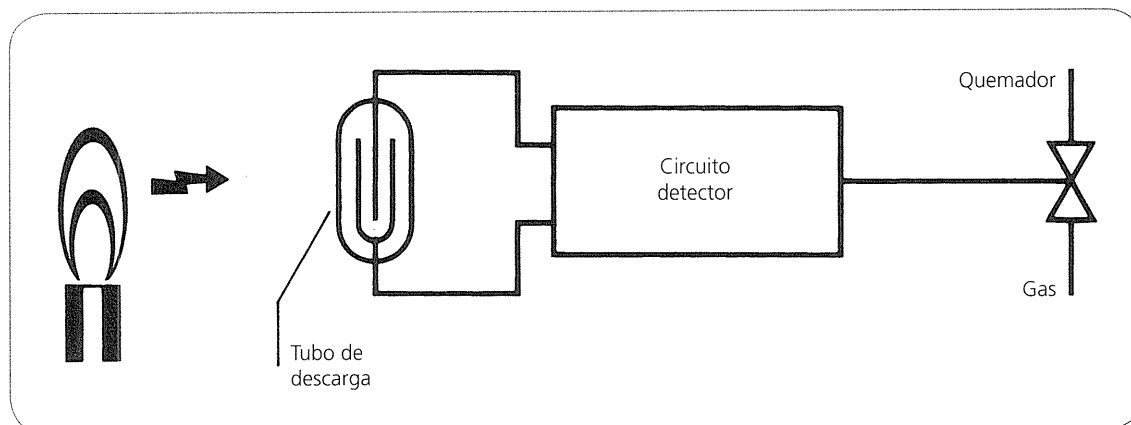 Quemador
Circuito
detector
Gas
Tubo de
descarga